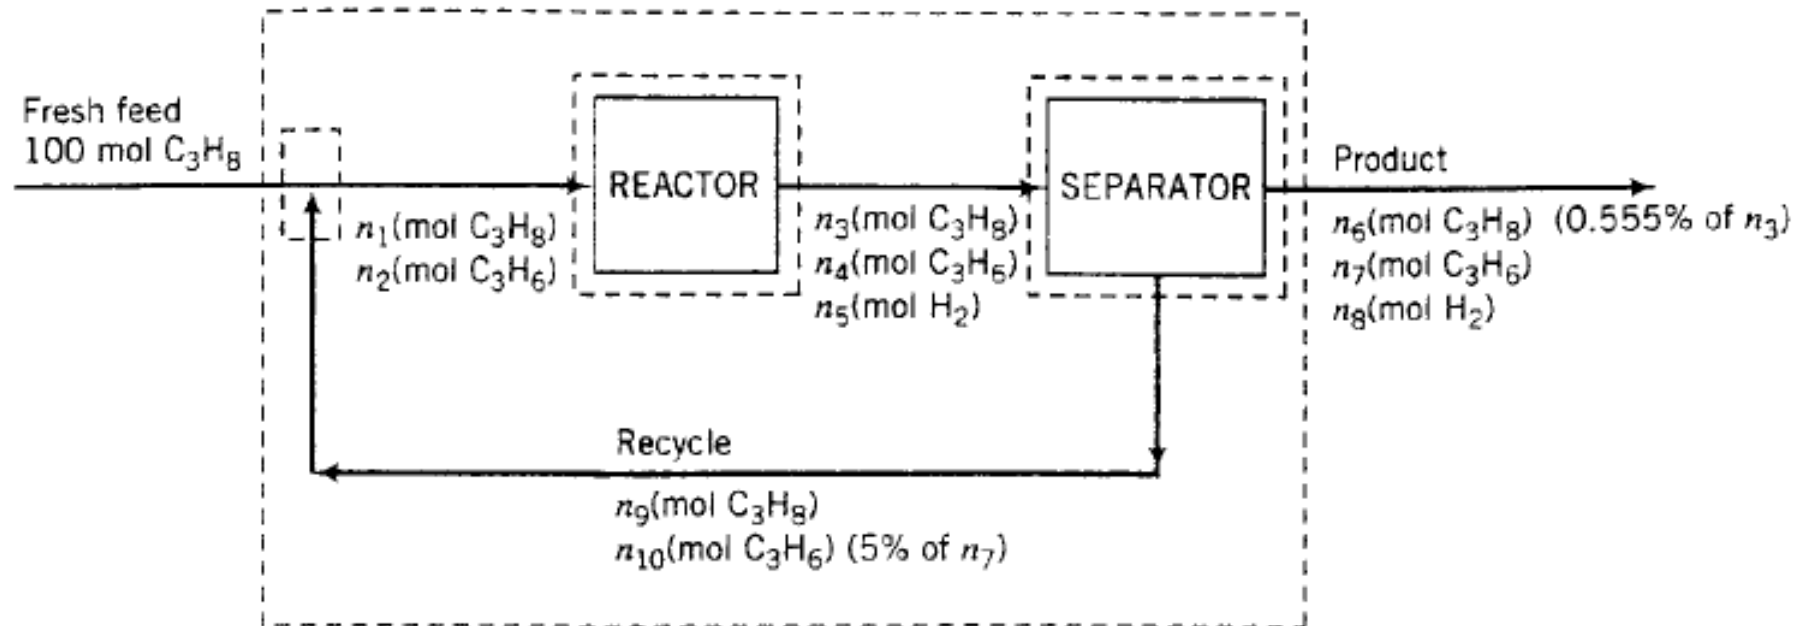 Fresh feed
100 mol C₃H₈
REACTOR
SEPARATOR
Product
n₁(mol C₃H₈)
n₂(mol C₃H₆)
n₃(mol C₃H₈)
n₄(mol C₃H₆)
n₅(mol H₂)
n₆(mol C₃H₈) (0.555% of n₃)
n₇(mol C₃H₆)
n₈(mol H₂)
Recycle
n₉(mol C₃H₈)
n₁₀(mol C₃H₆) (5% of n₇)